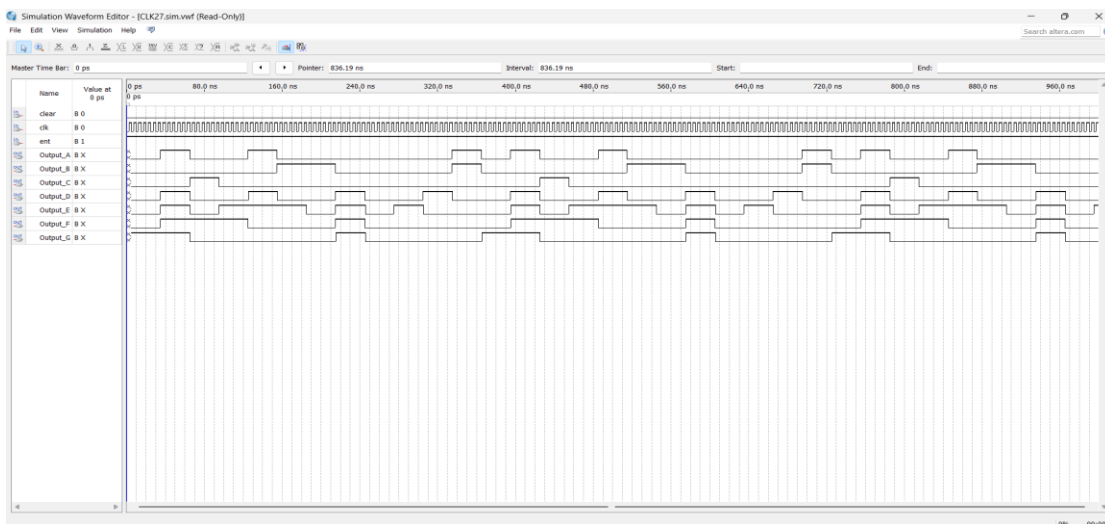 Simulation Waveform Editor - [CLK27.sim.vwf (Read-Only)]
File Edit View Simulation Help
Search altera.com
Master Time Bar: 0 ps
Pointer: 836.19 ns
Interval: 836.19 ns
Start:
End:
Name
Value at
0 ps
0 ps 80.0 ns 160.0 ns 240.0 ns 320.0 ns 400.0 ns 480.0 ns 560.0 ns 640.0 ns 720.0 ns 800.0 ns 880.0 ns 960.0 ns
0 ps
clear B 0
clk B 0
ent B 1
Output_A B X
Output_B B X
Output_C B X
Output_D B X
Output_E B X
Output_F B X
Output_G B X
0% 00:00